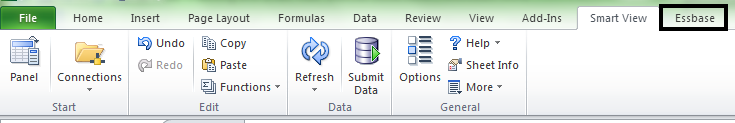 File Home Insert Page Layout Formulas Data Review View Add-Ins Smart View Essbase
Panel
Connections
Start
Undo
Redo
Copy
Paste
Functions
Edit
Refresh
Submit
Data
Data
Options
Help
Sheet Info
More
General